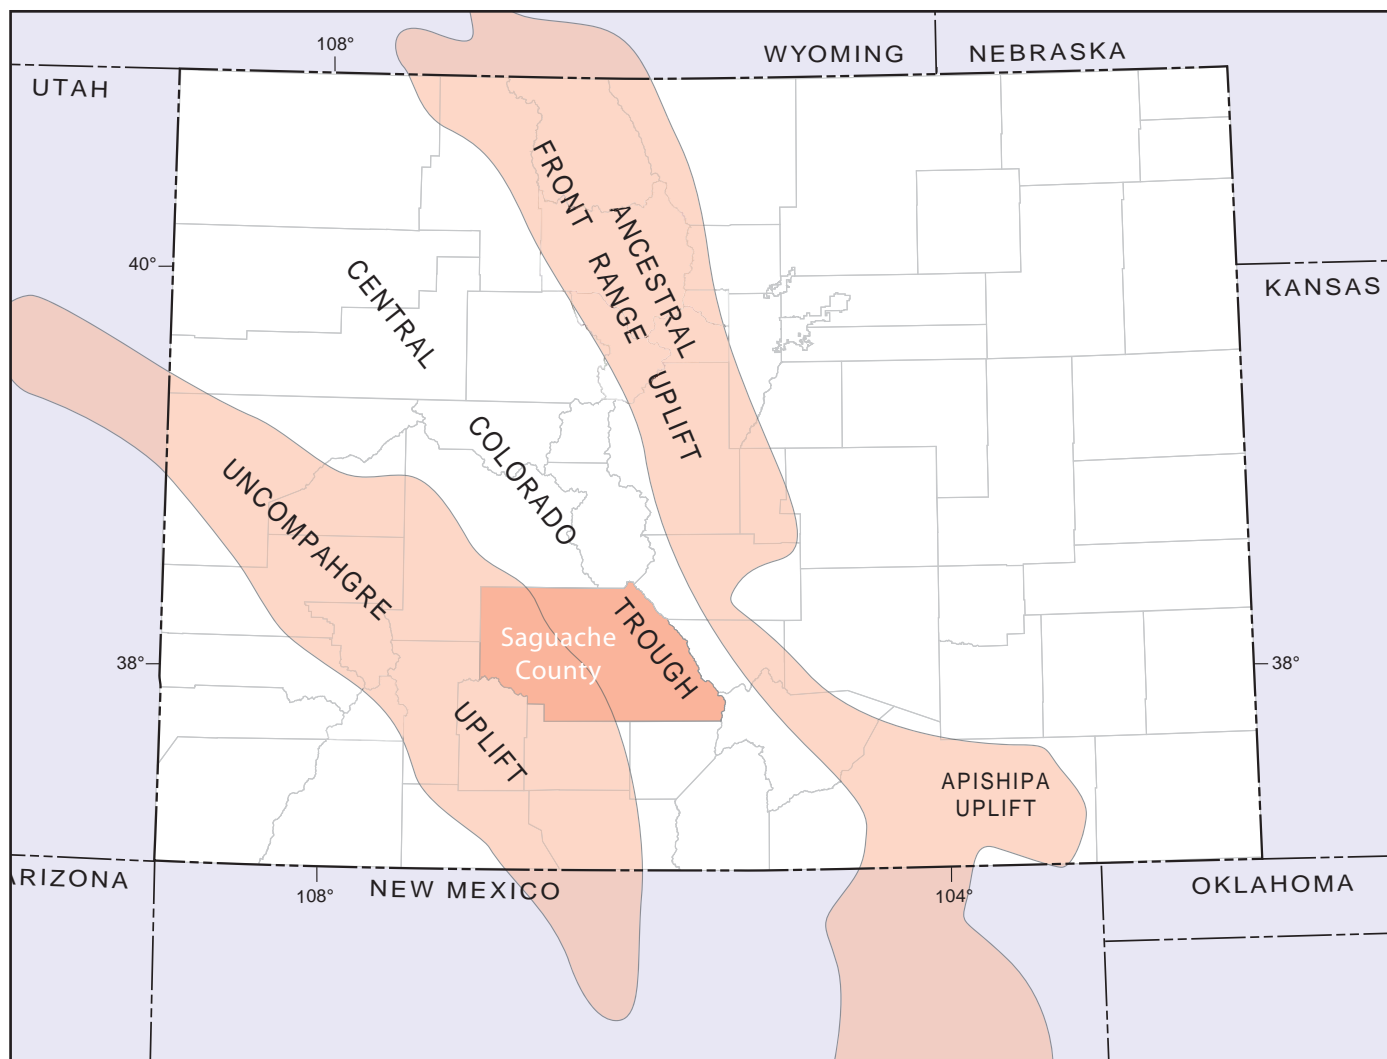 108°
WYOMING
NEBRASKA
UTAH
FRONT RANGE UPLIFT
ANCESTRAL
40°
CENTRAL
KANSAS
COLORADO
UNCOMPAHGRE
TROUGH
Saguache
County
38°
38°
UPLIFT
APISHIPA
UPLIFT
ARIZONA
108°
NEW MEXICO
104°
OKLAHOMA